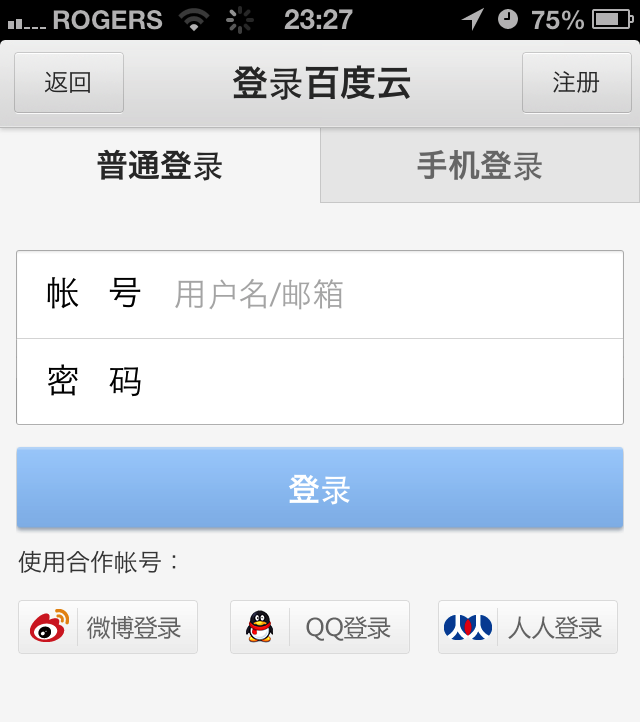 ROGERS 23:27 75%
返回 登录百度云 注册
普通登录 手机登录
帐 号 用户名/邮箱
密 码
登录
使用合作帐号：
微博登录 QQ登录 人人登录